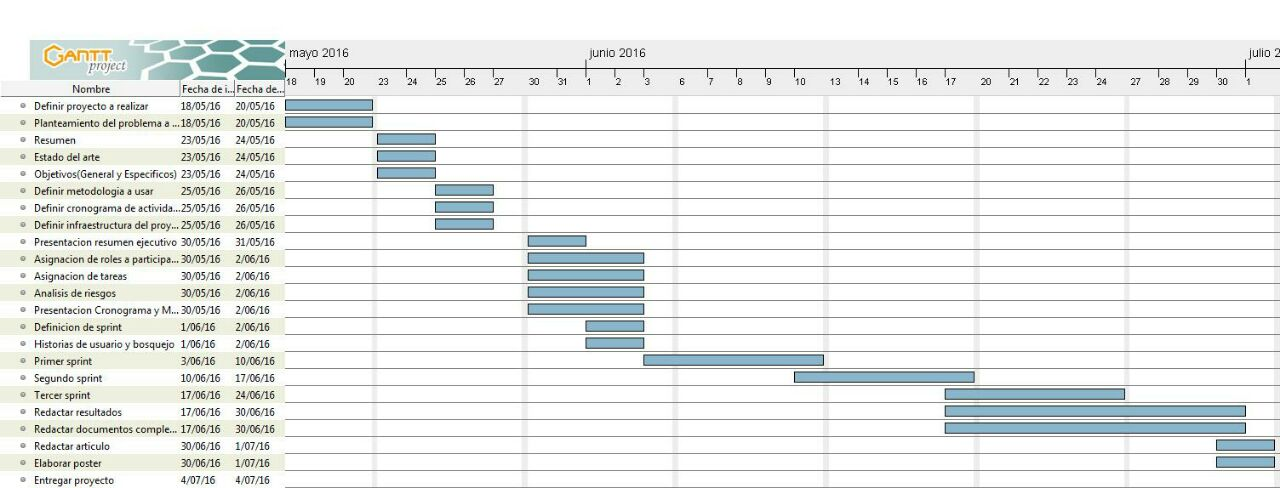 GANTT project
mayo 2016
junio 2016
julio 2
18 19 20 23 24 25 26 27 30 31 1 2 3 6 7 8 9 10 13 14 15 16 17 20 21 22 23 24 27 28 29 30 1
Nombre Fecha de i... Fecha de...
Definir proyecto a realizar 18/05/16 20/05/16
Planteamiento del problema a ... 18/05/16 20/05/16
Resumen 23/05/16 24/05/16
Estado del arte 23/05/16 24/05/16
Objetivos(General y Especificos) 23/05/16 24/05/16
Definir metodologia a usar 25/05/16 26/05/16
Definir cronograma de activida... 25/05/16 26/05/16
Definir infraestructura del proy... 25/05/16 26/05/16
Presentacion resumen ejecutivo 30/05/16 31/05/16
Asignacion de roles a participa... 30/05/16 2/06/16
Asignacion de tareas 30/05/16 2/06/16
Analisis de riesgos 30/05/16 2/06/16
Presentacion Cronograma y M... 30/05/16 2/06/16
Definicion de sprint 1/06/16 2/06/16
Historias de usuario y bosquejo 1/06/16 2/06/16
Primer sprint 3/06/16 10/06/16
Segundo sprint 10/06/16 17/06/16
Tercer sprint 17/06/16 24/06/16
Redactar resultados 17/06/16 30/06/16
Redactar documentos comple... 17/06/16 30/06/16
Redactar articulo 30/06/16 1/07/16
Elaborar poster 30/06/16 1/07/16
Entregar proyecto 4/07/16 4/07/16